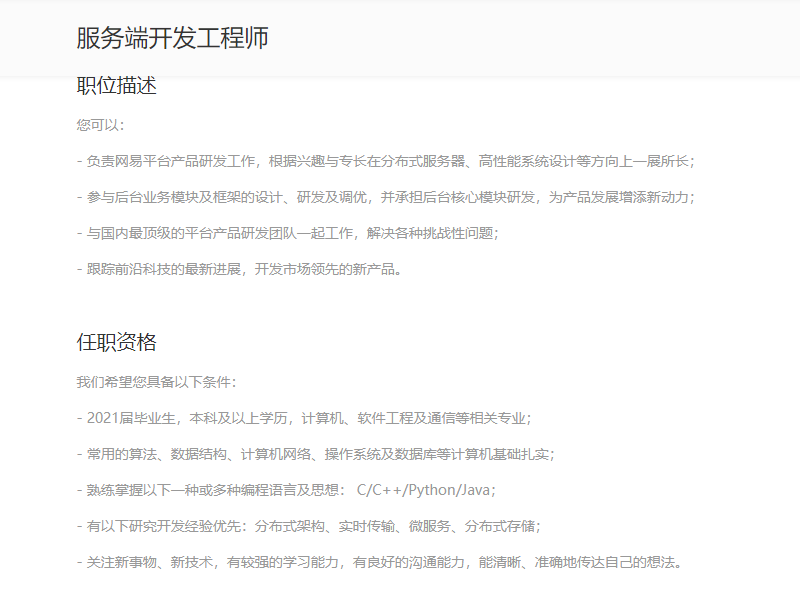 服务端开发工程师
职位描述
您可以：
- 负责网易平台产品研发工作，根据兴趣与专长在分布式服务器、高性能系统设计等方向上一展所长；
- 参与后台业务模块及框架的设计、研发及调优，并承担后台核心模块研发，为产品发展增添新动力；
- 与国内最顶级的平台产品研发团队一起工作，解决各种挑战性问题；
- 跟踪前沿科技的最新进展，开发市场领先的新产品。
任职资格
我们希望您具备以下条件：
- 2021届毕业生，本科及以上学历，计算机、软件工程及通信等相关专业；
- 常用的算法、数据结构、计算机网络、操作系统及数据库等计算机基础扎实；
- 熟练掌握以下一种或多种编程语言及思想： C/C++/Python/Java；
- 有以下研究开发经验优先：分布式架构、实时传输、微服务、分布式存储；
- 关注新事物、新技术，有较强的学习能力，有良好的沟通能力，能清晰、准确地传达自己的想法。